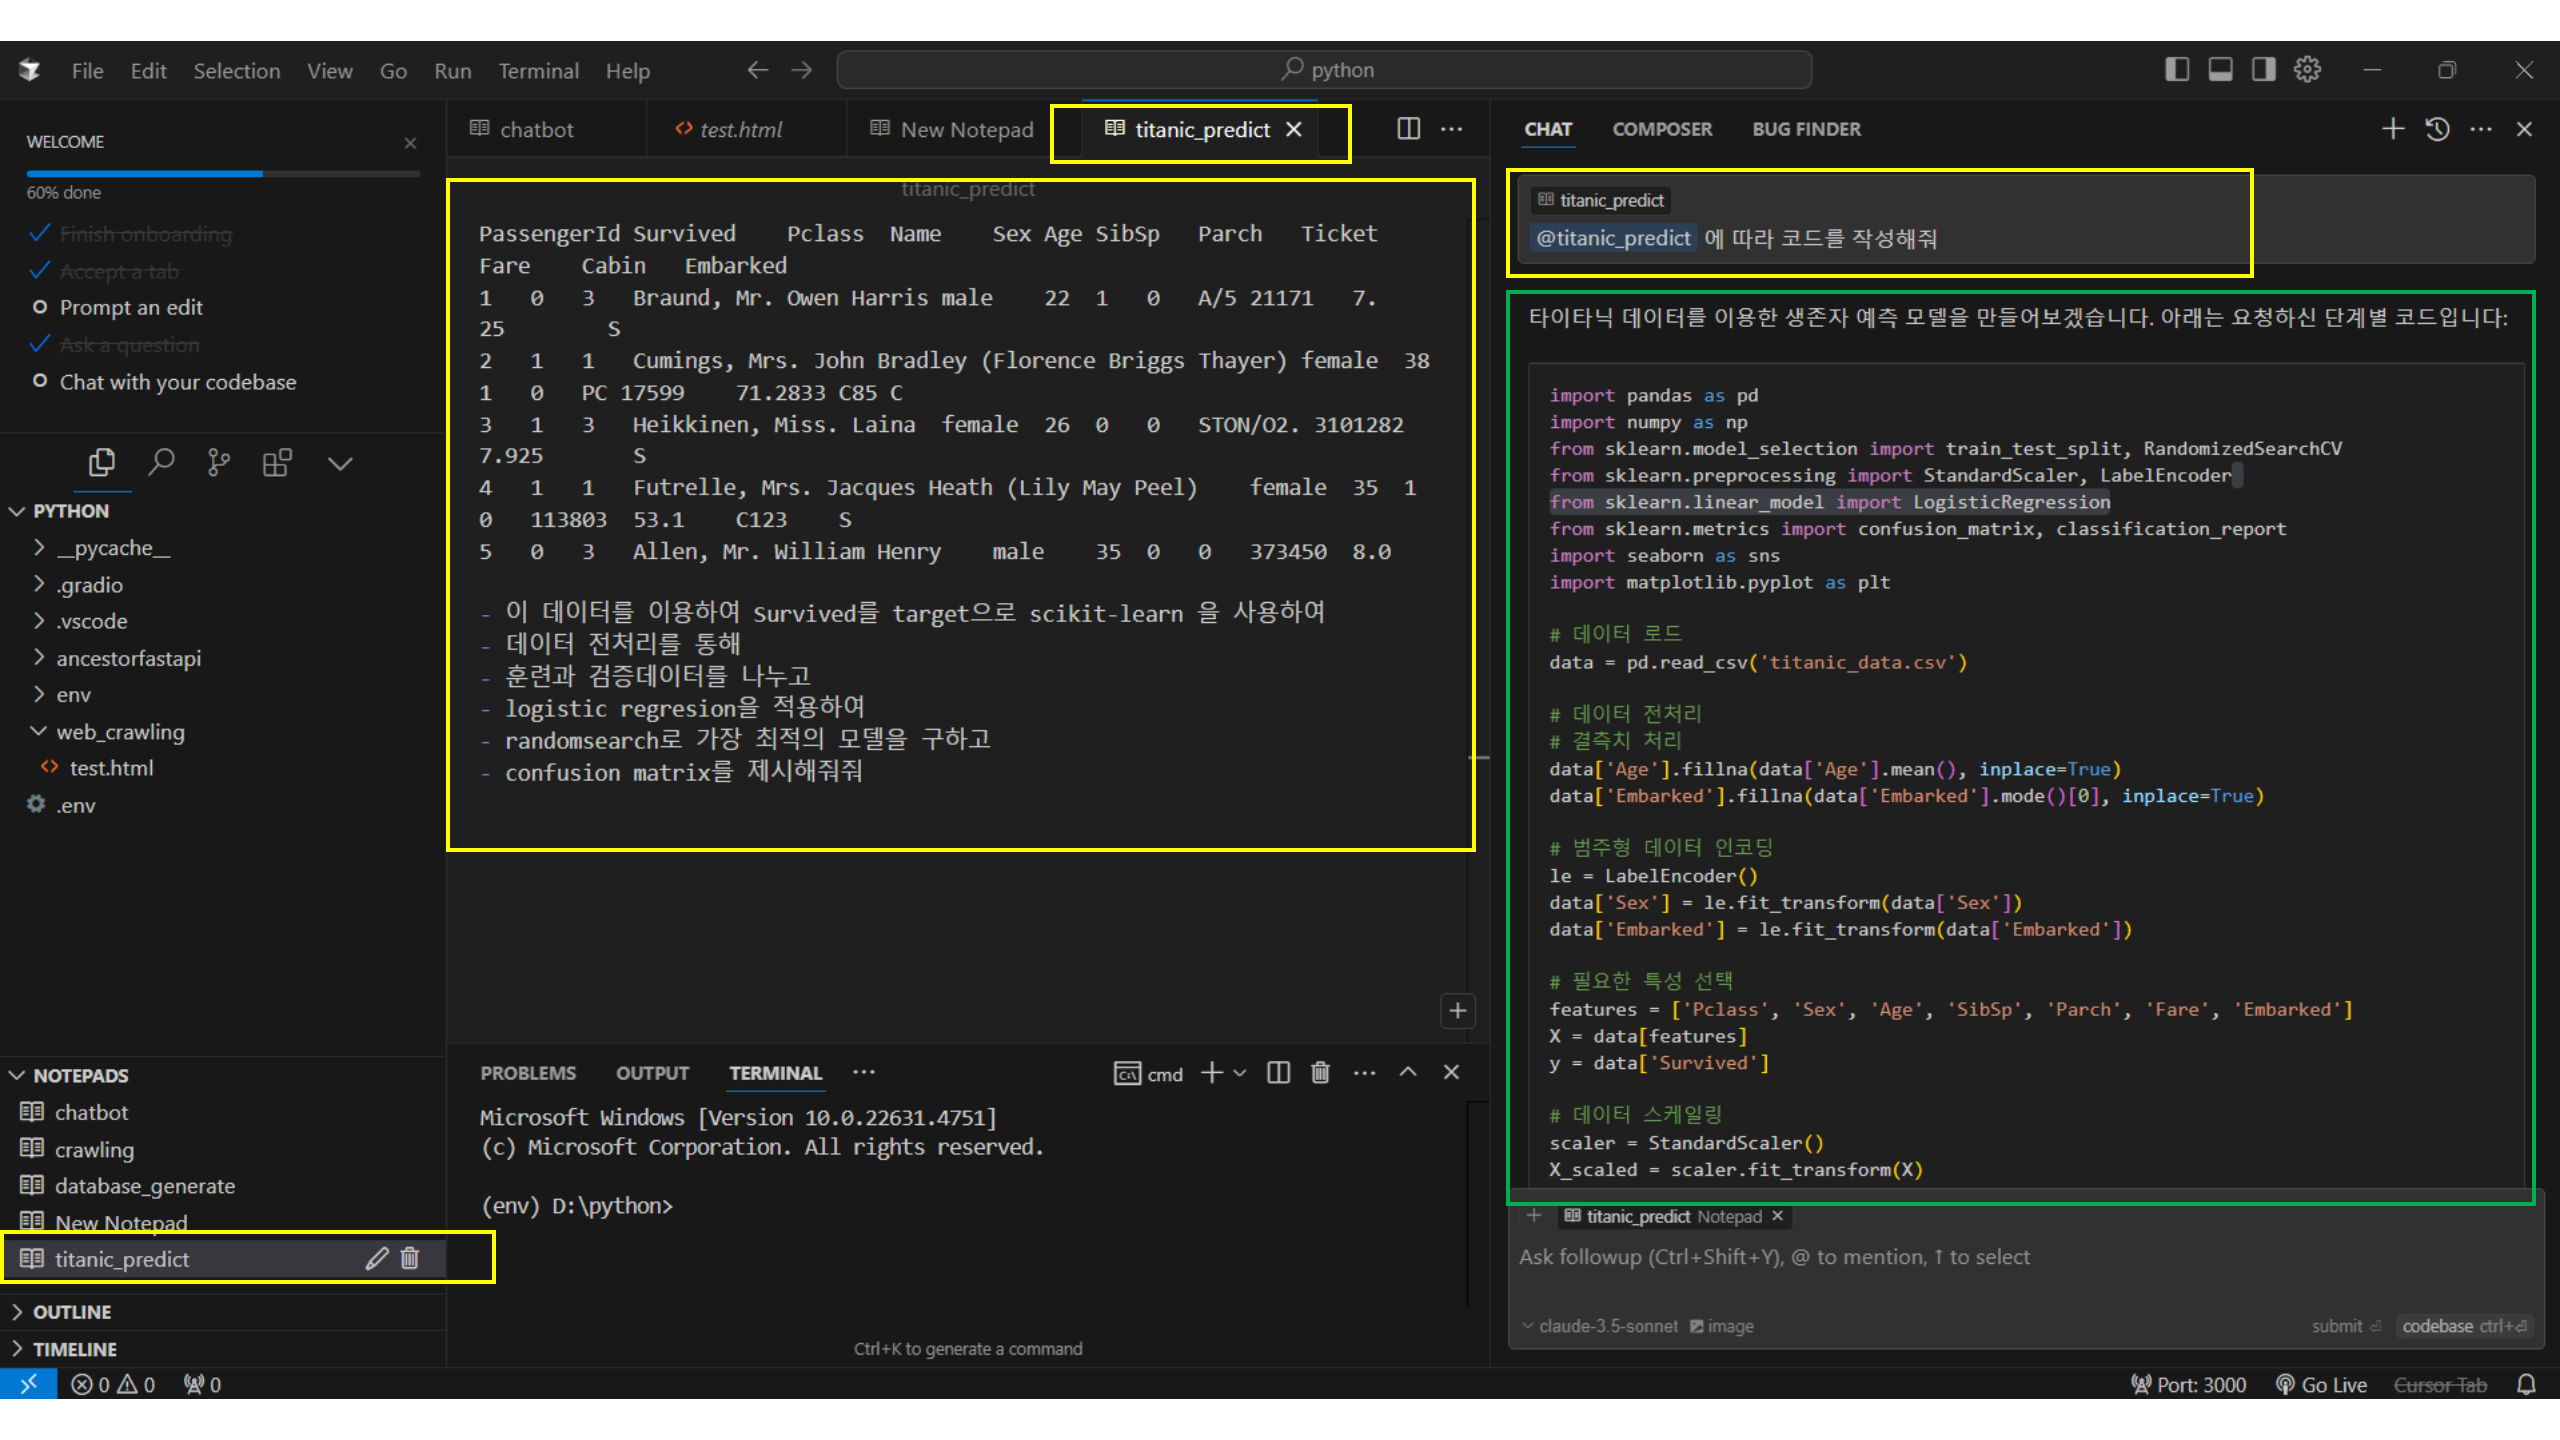 File Edit Selection View Go Run Terminal Help
python
WELCOME
60% done
Finish onboarding
Accept a tab
Prompt an edit
Ask a question
Chat with your codebase
PYTHON
__pycache__
.gradio
.vscode
ancestorfastapi
env
web_crawling
test.html
.env
NOTEPADS
chatbot
crawling
database_generate
New Notepad
titanic_predict
OUTLINE
TIMELINE
chatbot test.html New Notepad titanic_predict
titanic_predict
PassengerId Survived Pclass Name Sex Age SibSp Parch Ticket
Fare Cabin Embarked
1 0 3 Braund, Mr. Owen Harris male 22 1 0 A/5 21171 7.
25 S
2 1 1 Cumings, Mrs. John Bradley (Florence Briggs Thayer) female 38
1 0 PC 17599 71.2833 C85 C
3 1 3 Heikkinen, Miss. Laina female 26 0 0 STON/O2. 3101282
7.925 S
4 1 1 Futrelle, Mrs. Jacques Heath (Lily May Peel) female 35 1
0 113803 53.1 C123 S
5 0 3 Allen, Mr. William Henry male 35 0 0 373450 8.0
- 이 데이터를 이용하여 Survived를 target으로 scikit-learn 을 사용하여
- 데이터 전처리를 통해
- 훈련과 검증데이터를 나누고
- logistic regresion을 적용하여
- randomsearch로 가장 최적의 모델을 구하고
- confusion matrix를 제시해줘줘
PROBLEMS OUTPUT TERMINAL ... cmd
Microsoft Windows [Version 10.0.22631.4751]
(c) Microsoft Corporation. All rights reserved.
(env) D:\python>
Ctrl+K to generate a command
CHAT COMPOSER BUG FINDER
titanic_predict
@titanic_predict 에 따라 코드를 작성해줘
타이타닉 데이터를 이용한 생존자 예측 모델을 만들어보겠습니다. 아래는 요청하신 단계별 코드입니다:
import pandas as pd
import numpy as np
from sklearn.model_selection import train_test_split, RandomizedSearchCV
from sklearn.preprocessing import StandardScaler, LabelEncoder
from sklearn.linear_model import LogisticRegression
from sklearn.metrics import confusion_matrix, classification_report
import seaborn as sns
import matplotlib.pyplot as plt
# 데이터 로드
data = pd.read_csv('titanic_data.csv')
# 데이터 전처리
# 결측치 처리
data['Age'].fillna(data['Age'].mean(), inplace=True)
data['Embarked'].fillna(data['Embarked'].mode()[0], inplace=True)
# 범주형 데이터 인코딩
le = LabelEncoder()
data['Sex'] = le.fit_transform(data['Sex'])
data['Embarked'] = le.fit_transform(data['Embarked'])
# 필요한 특성 선택
features = ['Pclass', 'Sex', 'Age', 'SibSp', 'Parch', 'Fare', 'Embarked']
X = data[features]
y = data['Survived']
# 데이터 스케일링
scaler = StandardScaler()
X_scaled = scaler.fit_transform(X)
titanic_predict Notepad
Ask followup (Ctrl+Shift+Y), @ to mention, ↑ to select
claude-3.5-sonnet image submit codebase ctrl+⏎
0 0 0 Port: 3000 Go Live Cursor Tab